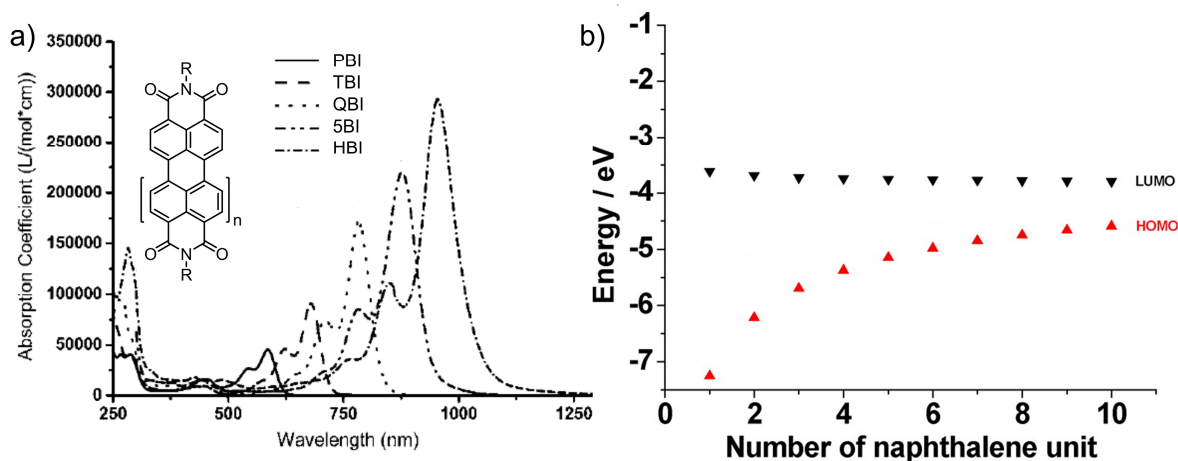 a)
Absorption Coefficient (L/(mol*cm))
350000
300000
250000
200000
150000
100000
50000
0
250
500
750
1000
1250
Wavelength (nm)
R
O
N
O
n
O
N
O
R
PBI
TBI
QBI
5BI
HBI
b)
Energy / eV
-1
-2
-3
-4
-5
-6
-7
0
2
4
6
8
10
Number of naphthalene unit
LUMO
HOMO